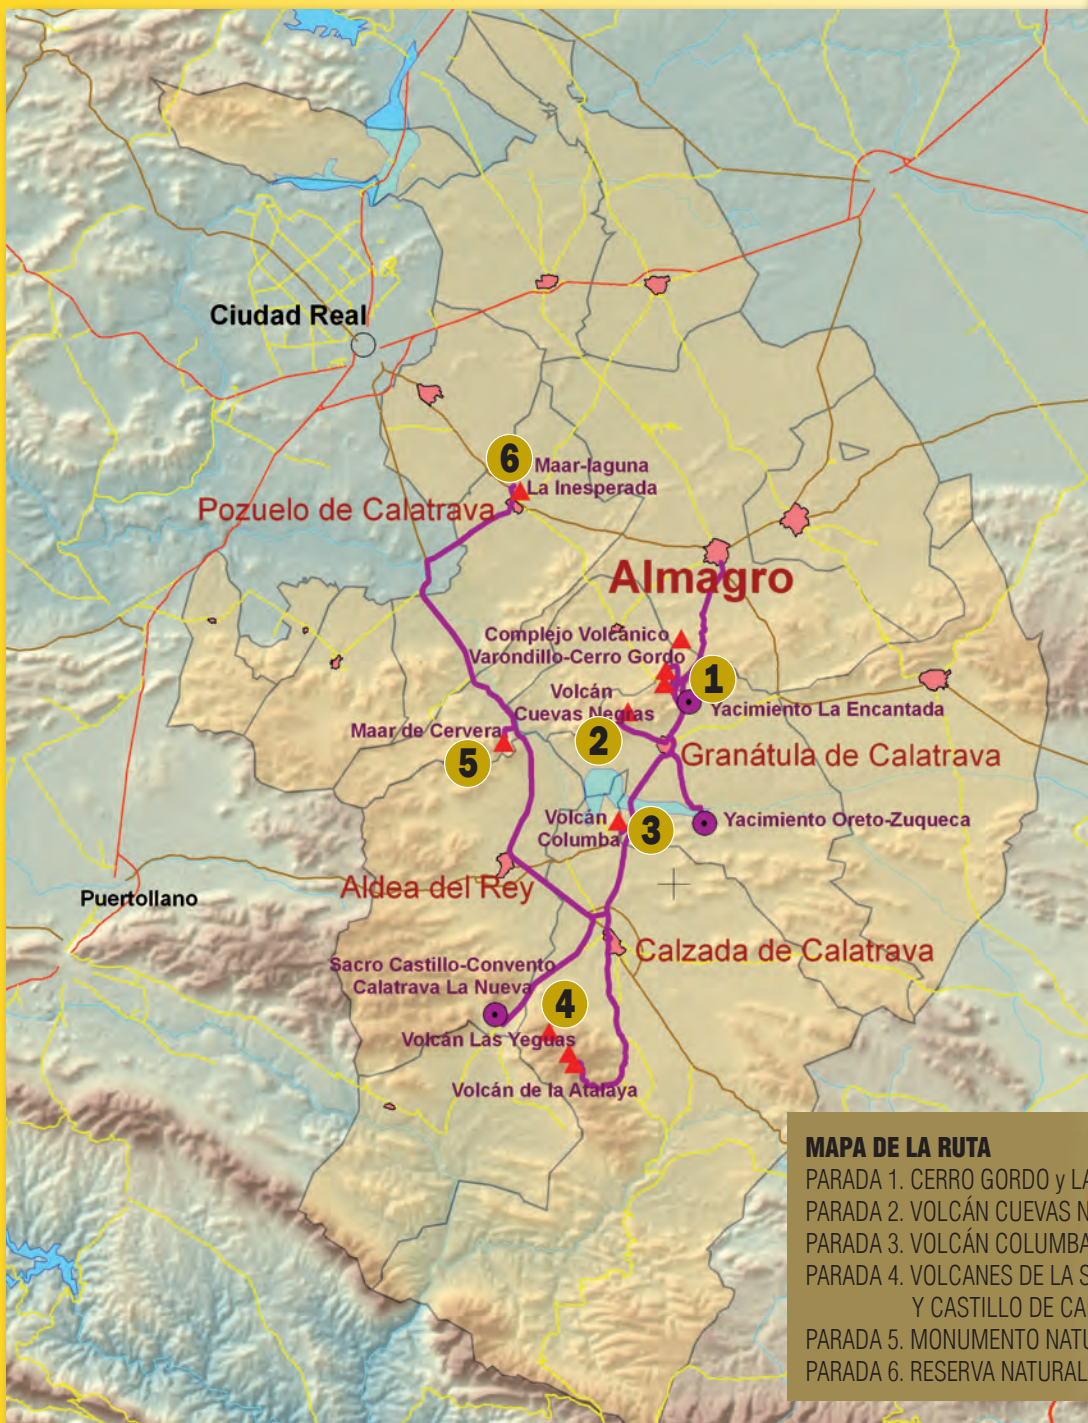 Ciudad Real
6
Maar-laguna
La Inesperada
Pozuelo de Calatrava
Almagro
Complejo Volcánico
Varondillo-Cerro Gordo
1
Volcán
Cuevas Negras
Yacimiento La Encantada
Maar de Cervera
2
5
Granátula de Calatrava
Volcán
Columba
3
Yacimiento Oreto-Zuqueca
Aldea del Rey
Puertollano
Calzada de Calatrava
Sacro Castillo-Convento
Calatrava La Nueva
4
Volcán Las Yeguas
Volcán de la Atalaya
MAPA DE LA RUTA
PARADA 1. CERRO GORDO y LA
PARADA 2. VOLCÁN CUEVAS N
PARADA 3. VOLCÁN COLUMBA
PARADA 4. VOLCANES DE LA S
Y CASTILLO DE CA
PARADA 5. MONUMENTO NATU
PARADA 6. RESERVA NATURAL